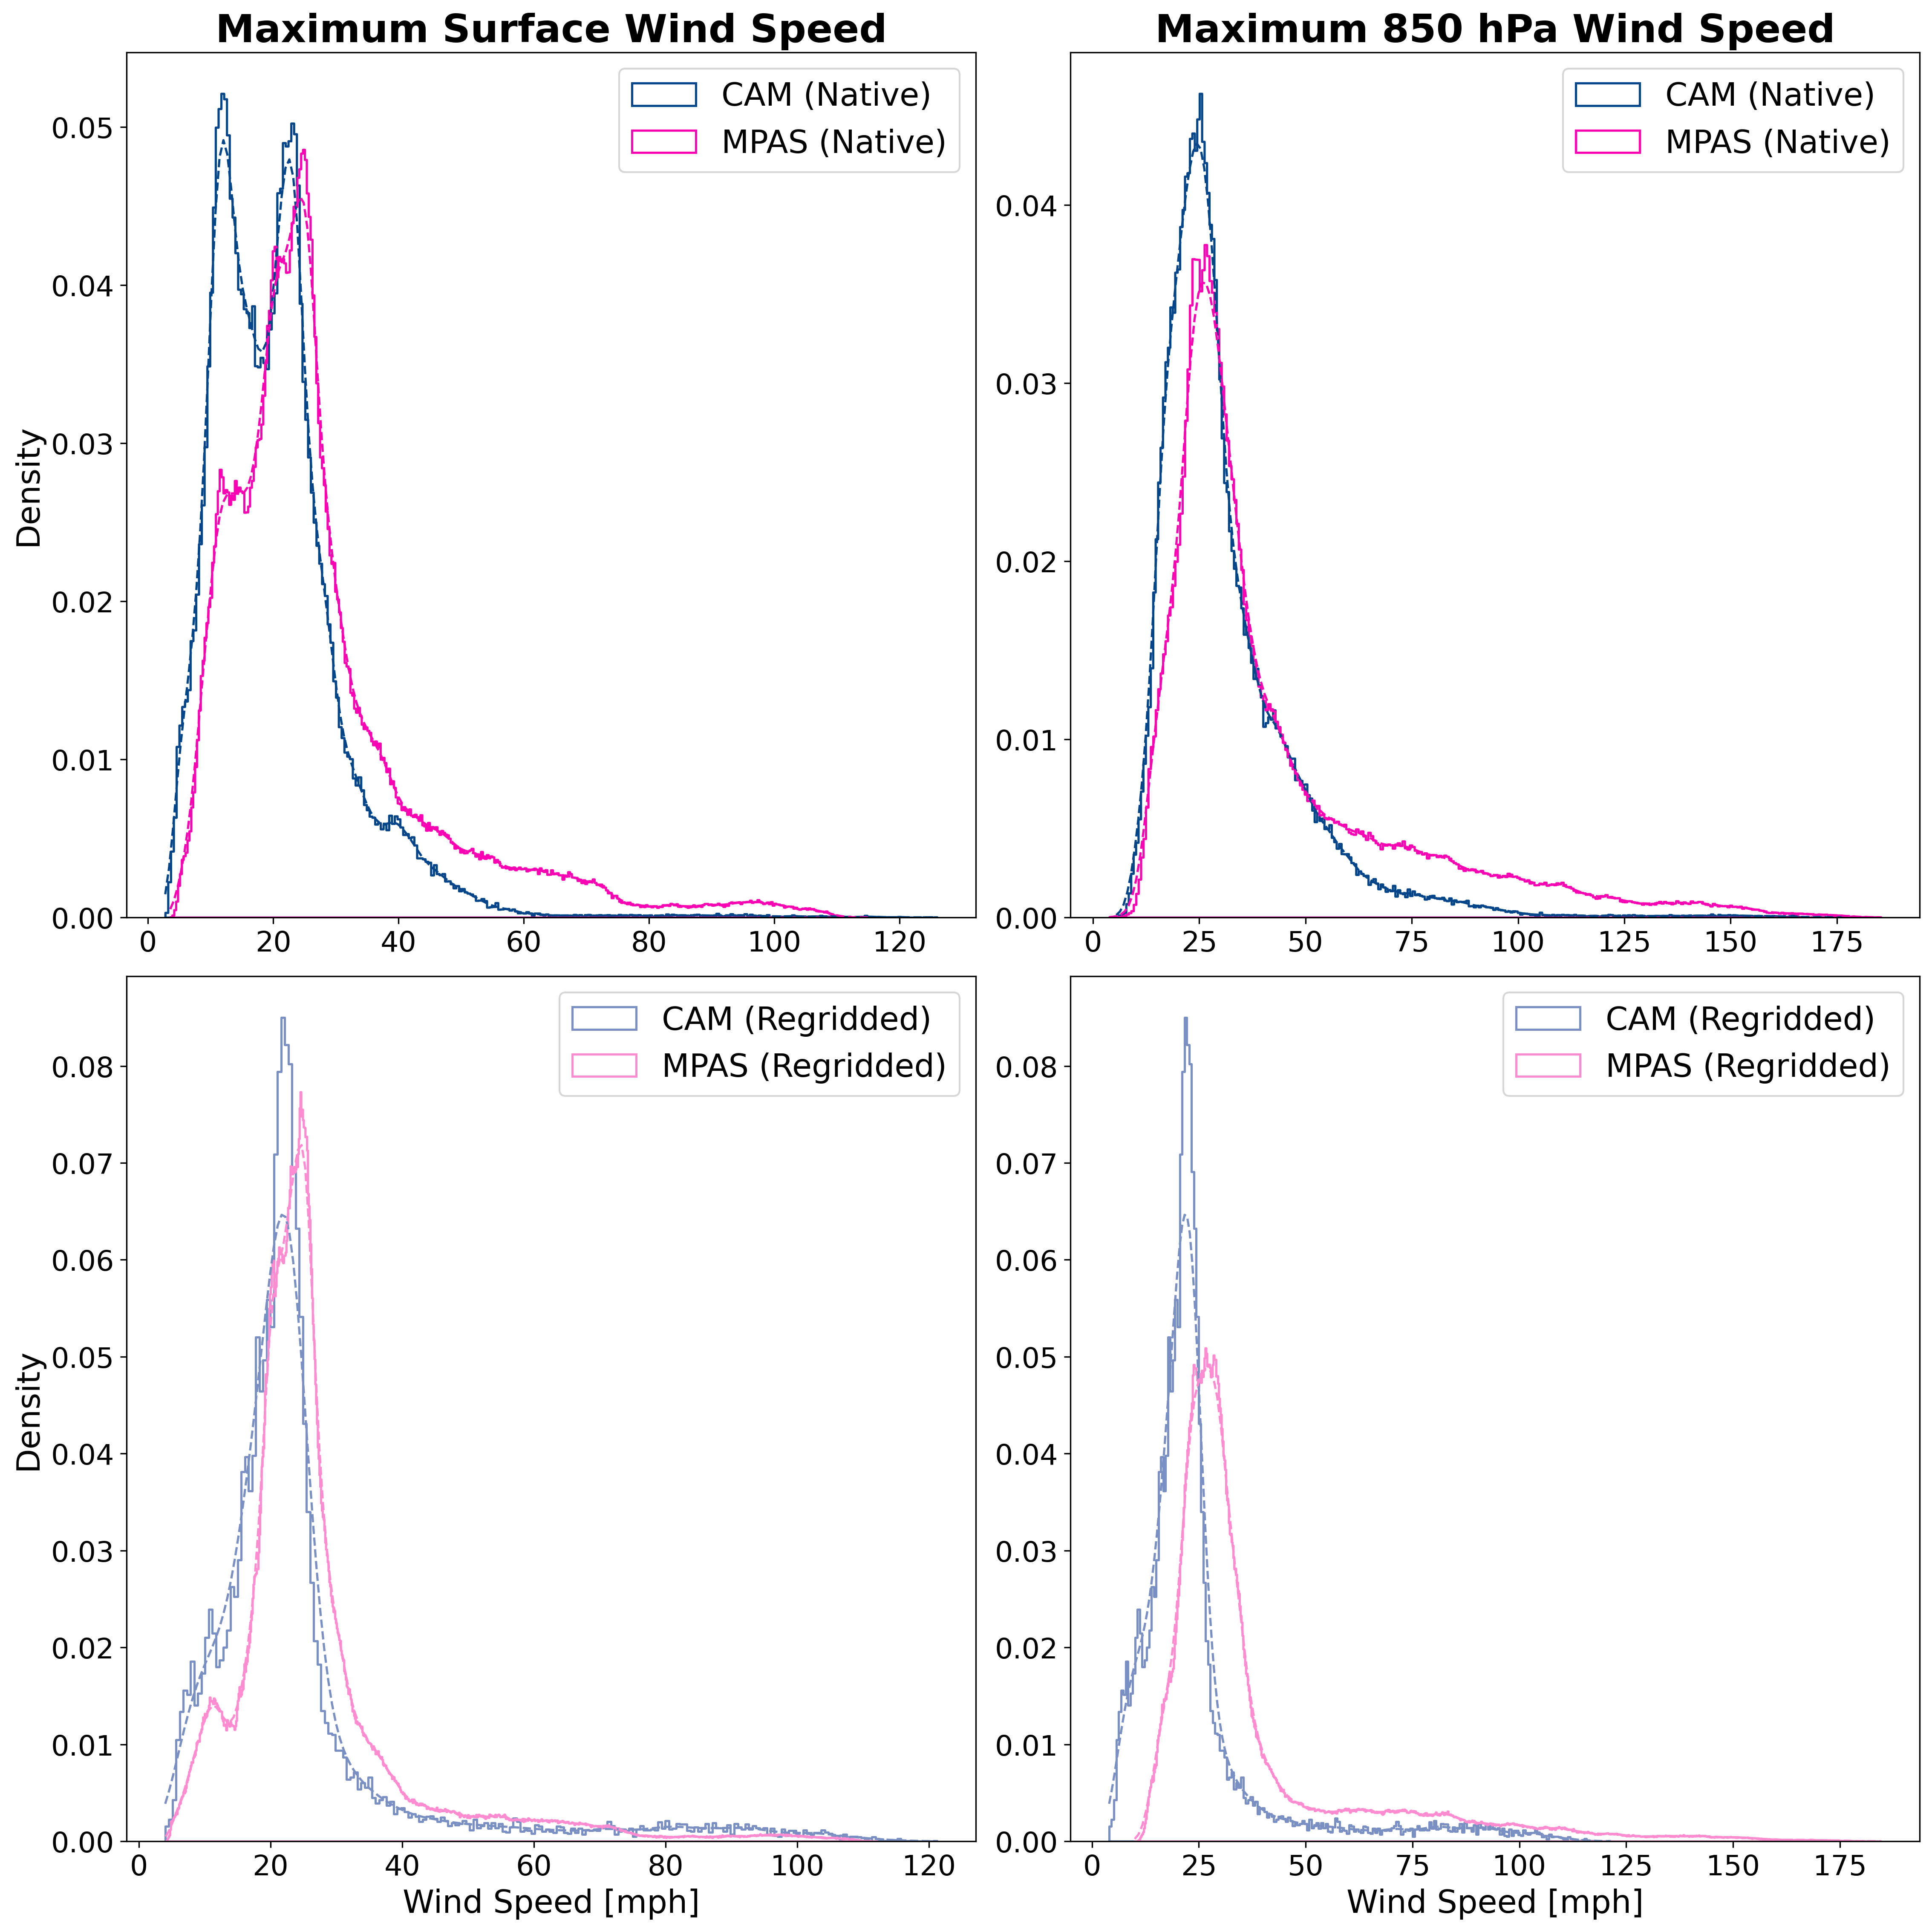 Maximum Surface Wind Speed
CAM (Native)
MPAS (Native)
0.05
0.04
0.03
0.02
0.01
0.00
Density
0 20 40 60 80 100 120
Maximum 850 hPa Wind Speed
CAM (Native)
MPAS (Native)
0.04
0.03
0.02
0.01
0.00
0 25 50 75 100 125 150 175
CAM (Regridded)
MPAS (Regridded)
0.08
0.07
0.06
0.05
0.04
0.03
0.02
0.01
0.00
Density
0 20 40 60 80 100 120
Wind Speed [mph]
CAM (Regridded)
MPAS (Regridded)
0.08
0.07
0.06
0.05
0.04
0.03
0.02
0.01
0.00
0 25 50 75 100 125 150 175
Wind Speed [mph]